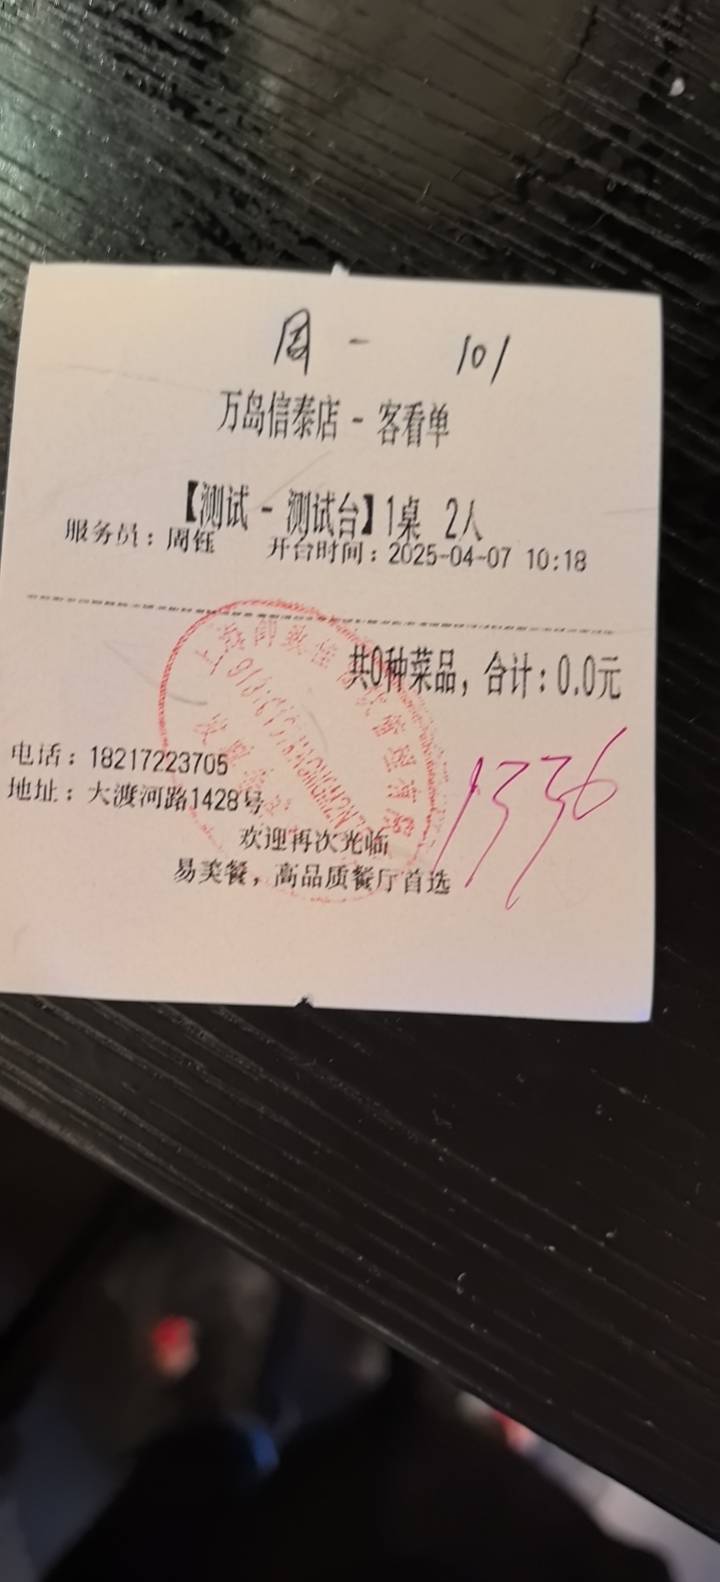 周一 101
万岛信泰店 - 客看单
【测试 - 测试台】1桌 2人
服务员：周钰 开台时间：2025-04-07 10:18
共0种菜品，合计：0.0元
电话：18217223705
地址：大渡河路1428号
1336
欢迎再次光临
易美餐，高品质餐厅首选